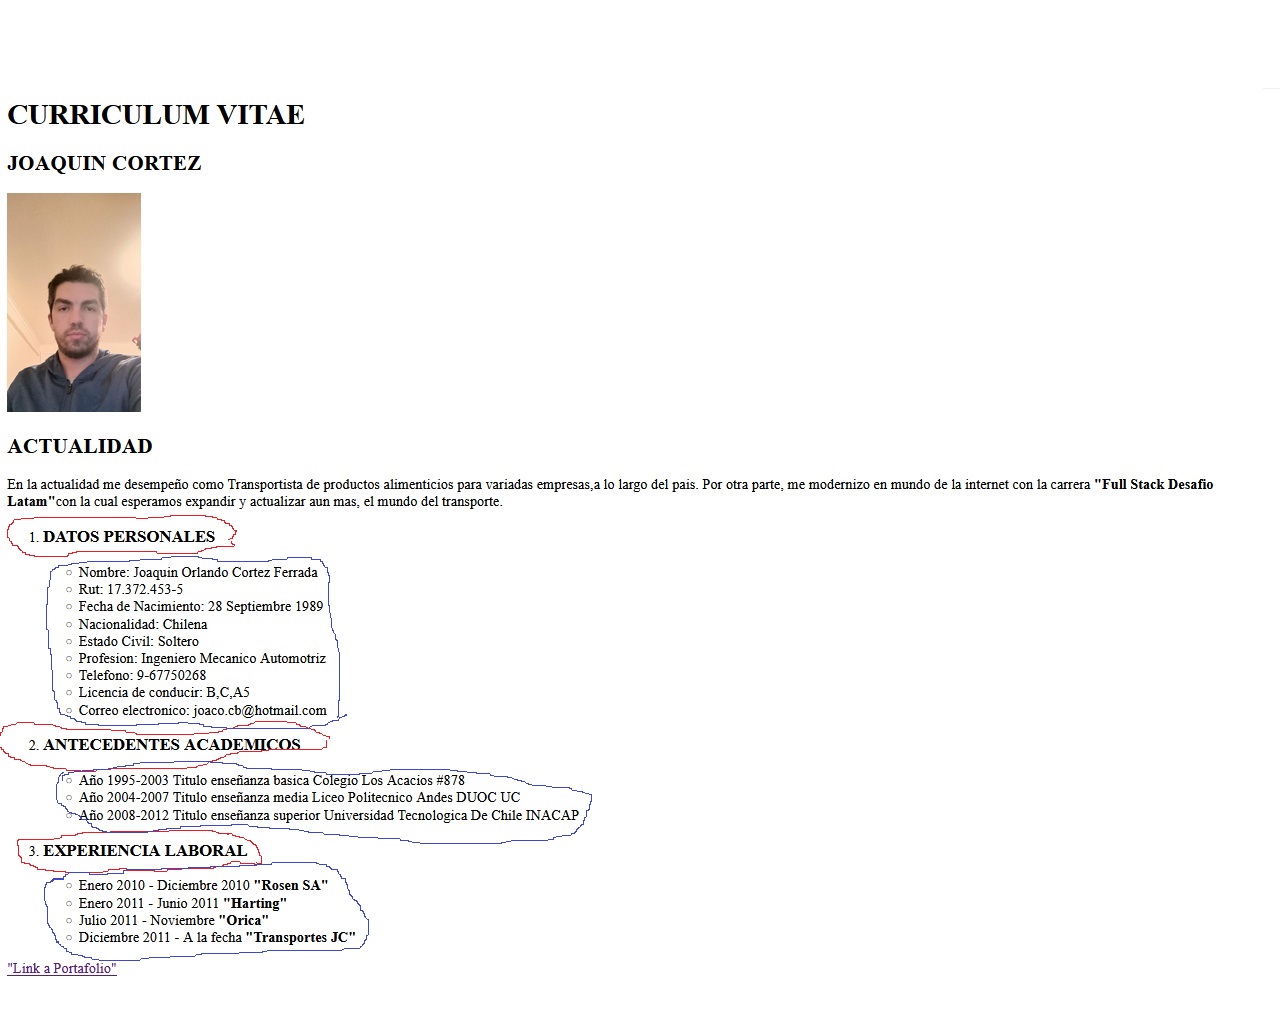 CURRICULUM VITAE
JOAQUIN CORTEZ
ACTUALIDAD
En la actualidad me desempeño como Transportista de productos alimenticios para variadas empresas,a lo largo del pais. Por otra parte, me modernizo en mundo de la internet con la carrera "Full Stack Desafio
Latam"con la cual esperamos expandir y actualizar aun mas, el mundo del transporte.
1. DATOS PERSONALES
○ Nombre: Joaquin Orlando Cortez Ferrada
○ Rut: 17.372.453-5
○ Fecha de Nacimiento: 28 Septiembre 1989
○ Nacionalidad: Chilena
○ Estado Civil: Soltero
○ Profesion: Ingeniero Mecanico Automotriz
○ Telefono: 9-67750268
○ Licencia de conducir: B,C,A5
○ Correo electronico: joaco.cb@hotmail.com
2. ANTECEDENTES ACADEMICOS
○ Año 1995-2003 Titulo enseñanza basica Colegio Los Acacios #878
○ Año 2004-2007 Titulo enseñanza media Liceo Politecnico Andes DUOC UC
○ Año 2008-2012 Titulo enseñanza superior Universidad Tecnologica De Chile INACAP
3. EXPERIENCIA LABORAL
○ Enero 2010 - Diciembre 2010 "Rosen SA"
○ Enero 2011 - Junio 2011 "Harting"
○ Julio 2011 - Noviembre "Orica"
○ Diciembre 2011 - A la fecha "Transportes JC"
"Link a Portafolio"